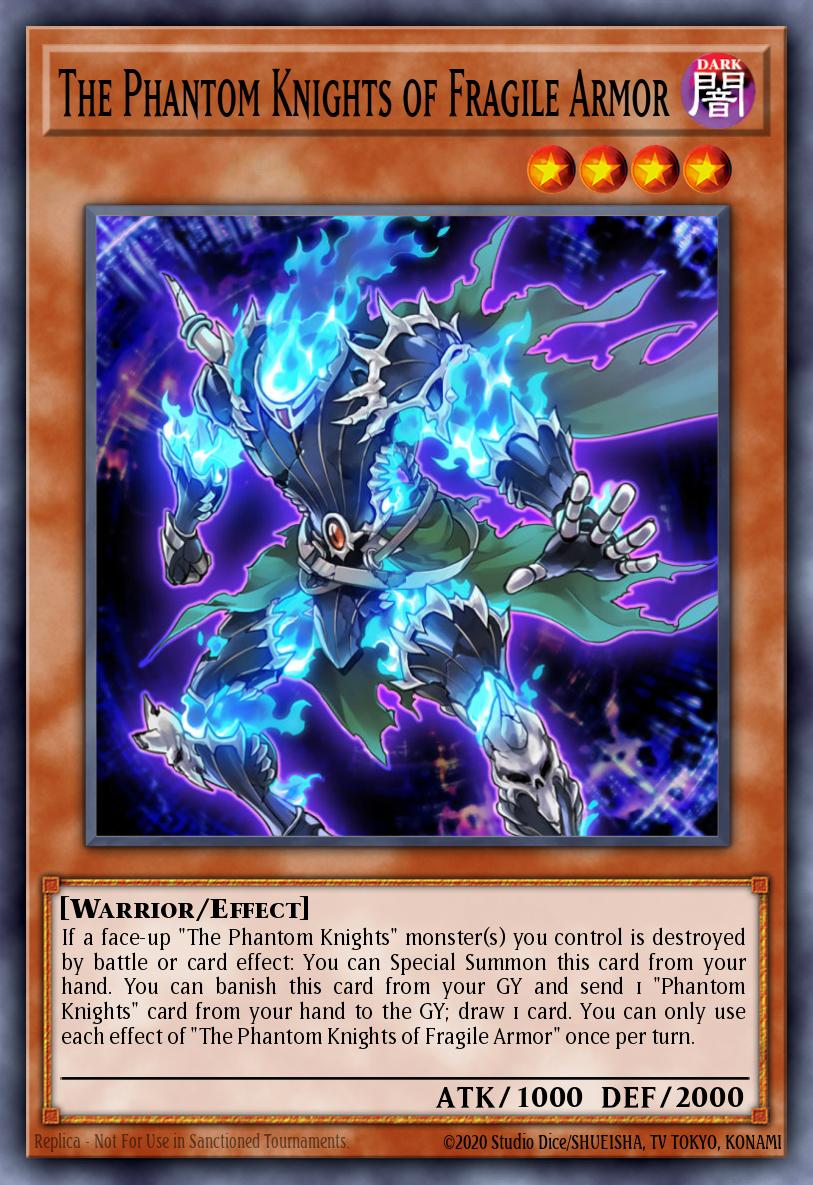 The Phantom Knights of Fragile Armor
DARK
闇
[Warrior/Effect]
If a face-up "The Phantom Knights" monster(s) you control is destroyed
by battle or card effect: You can Special Summon this card from your
hand. You can banish this card from your GY and send 1 "Phantom
Knights" card from your hand to the GY; draw 1 card. You can only use
each effect of "The Phantom Knights of Fragile Armor" once per turn.
ATK/1000 DEF/2000
Replica - Not For Use in Sanctioned Tournaments.
©2020 Studio Dice/SHUEISHA, TV TOKYO, KONAMI